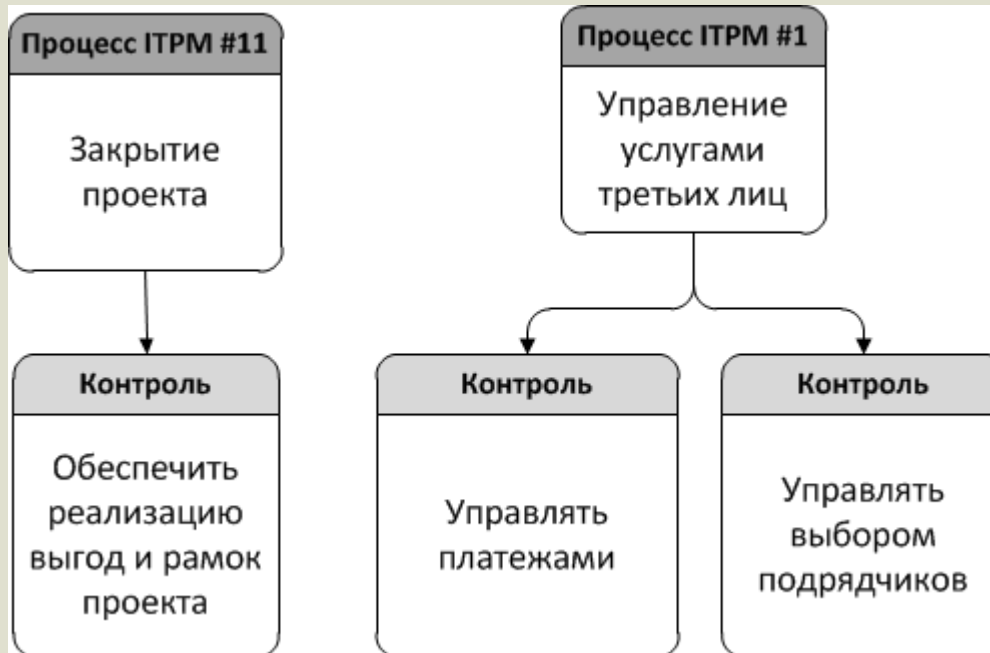 Процесс ITPM #11
Закрытие
проекта
Процесс ITPM #1
Управление
услугами
третьих лиц
Контроль
Обеспечить
реализацию
выгод и рамок
проекта
Контроль
Управлять
платежами
Контроль
Управлять
выбором
подрядчиков